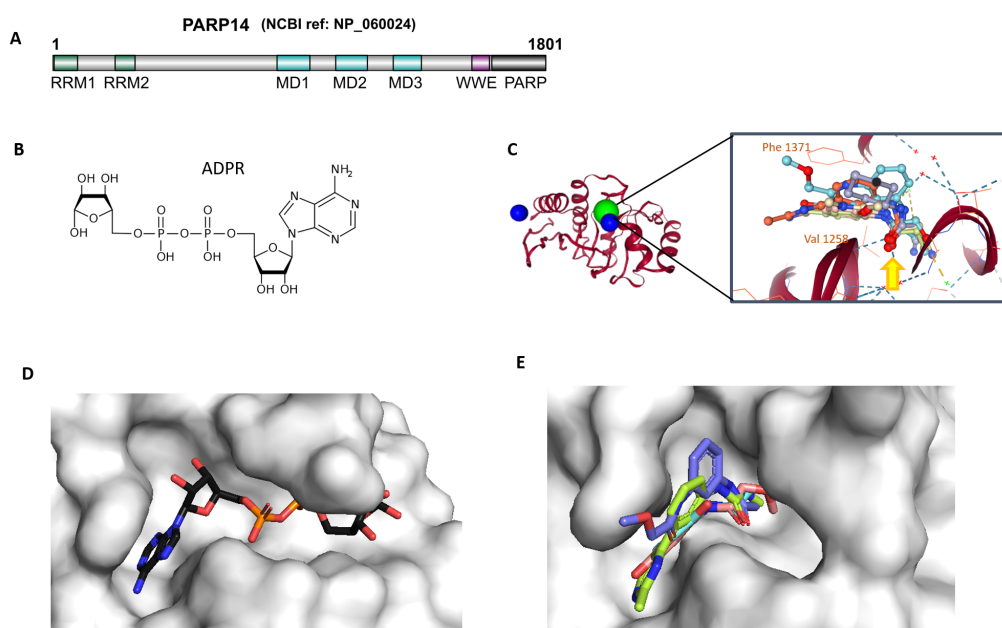 PARP14 (NCBI ref: NP_060024)
A
1 1801
RRM1 RRM2 MD1 MD2 MD3 WWE PARP
B
ADPR
NH2
N N
N N
OH OH
O
OH
O O
O P O P O
OH OH
O
OH OH
C
Phe 1371
Val 1258
D
E